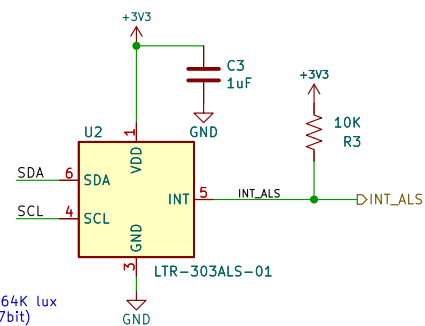 +3V3
C3
1uF
GND
+3V3
10K
R3
U2
1
VDD
SDA
6
SDA
SCL
4
SCL
INT
5
INT_ALS
INT_ALS
GND
3
LTR-303ALS-01
GND
64K lux
7bit)